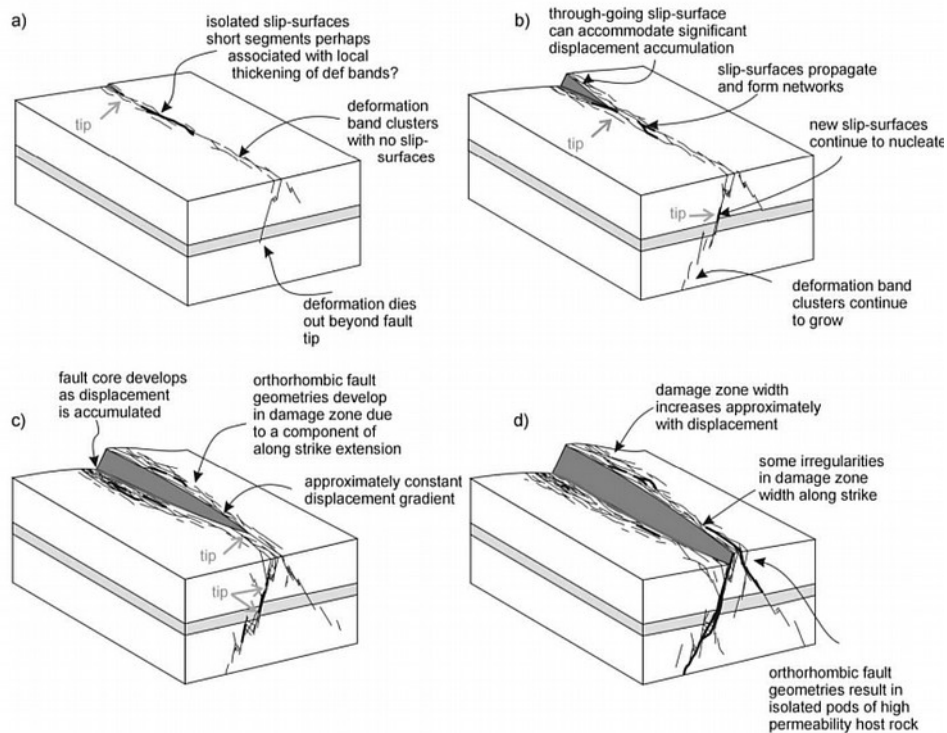 a)
isolated slip-surfaces
short segments perhaps
associated with local
thickening of def bands?
tip
deformation
band clusters
with no slip-
surfaces
deformation dies
out beyond fault
tip
b)
through-going slip-surface
can accommodate significant
displacement accumulation
slip-surfaces propagate
and form networks
tip
new slip-surfaces
continue to nucleate
tip
deformation band
clusters continue
to grow
c)
fault core develops
as displacement
is accumulated
orthorhombic fault
geometries develop
in damage zone due
to a component of
along strike extension
approximately constant
displacement gradient
tip
tip
d)
damage zone width
increases approximately
with displacement
some irregularities
in damage zone
width along strike
orthorhombic fault
geometries result in
isolated pods of high
permeability host rock